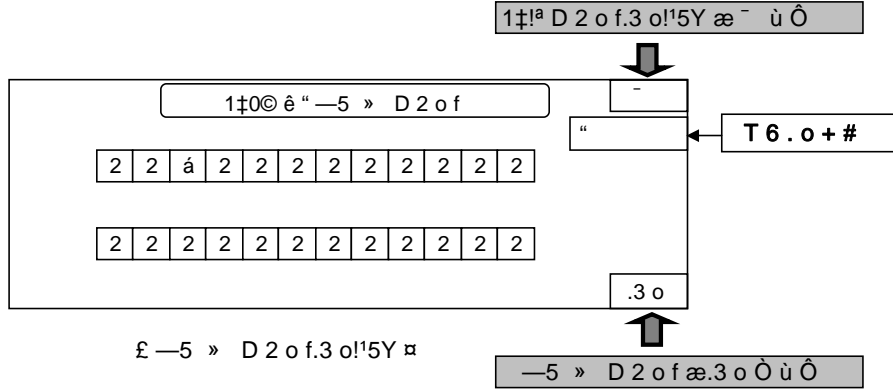 1‡!ª D 2 o f.3 o!¹5Y æ ¯ ù Ô
1‡0© ê “ —5 » D 2 o f
¯
“
T 6 . o + #
2 2 á 2 2 2 2 2 2 2 2 2
2 2 2 2 2 2 2 2 2 2 2 2
.3 o
£ —5 » D 2 o f.3 o!¹5Y ¤
—5 » D 2 o f æ.3 o Ò ù Ô